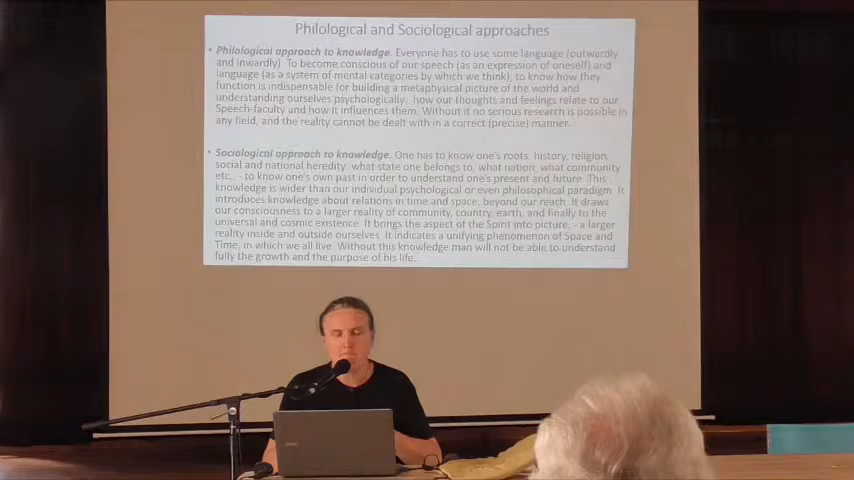 Philological and Sociological approaches
• Philological approach to knowledge. Everyone has to use some language (outwardly
and inwardly) To become conscious of our speech (as an expression of oneself) and
language (as a system of mental categories by which we think), to know how they
function is indispensable for building a metaphysical picture of the world and
understanding ourselves psychologically: how our thoughts and feelings relate to our
Speech-faculty and how it influences them. Without it no serious research is possible in
any field, and the reality cannot be dealt with in a correct (precise) manner.
• Sociological approach to knowledge. One has to know one's roots, history, religion,
social and national heredity: what state one belongs to, what nation, what community
etc., - to know one's own past in order to understand one's present and future. This
knowledge is wider than our individual psychological or even philosophical paradigm. It
introduces knowledge about relations in time and space, beyond our reach. It draws
our consciousness to a larger reality of community, country, earth, and finally to the
universal and cosmic existence. It brings the aspect of the Spirit into picture, - a larger
reality inside and outside ourselves. It indicates a unifying phenomenon of Space and
Time, in which we all live. Without this knowledge man will not be able to understand
fully the growth and the purpose of his life.